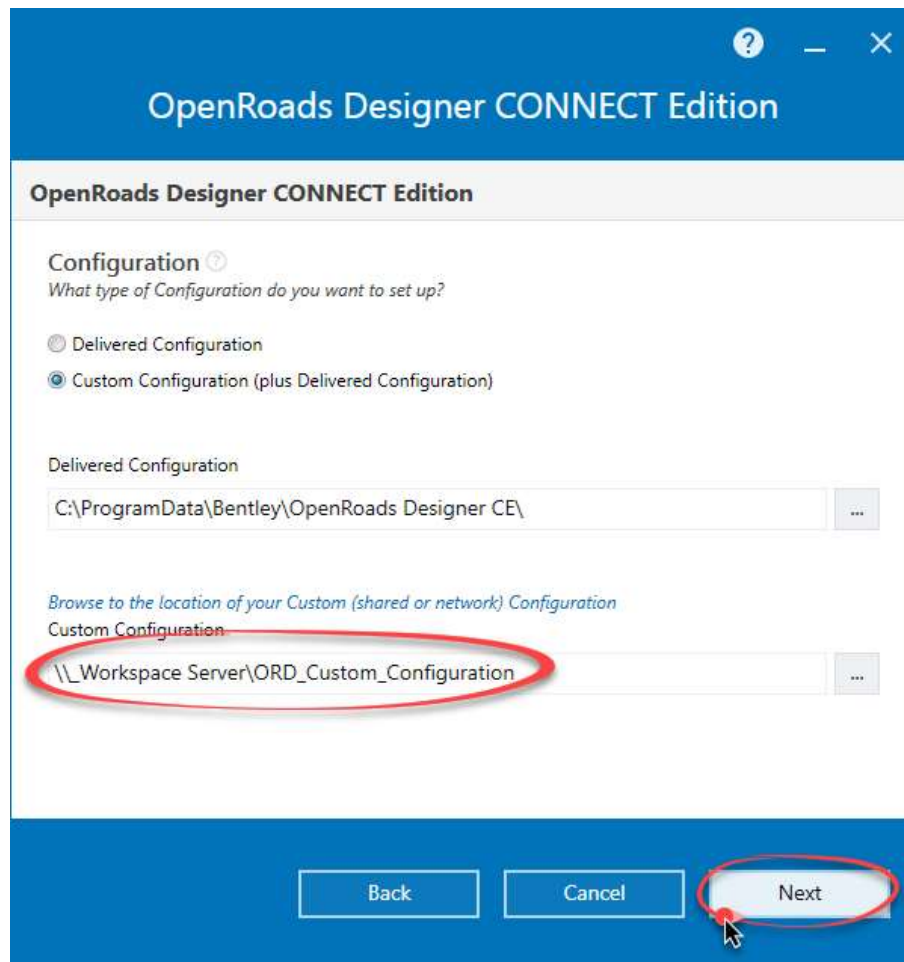 OpenRoads Designer CONNECT Edition
OpenRoads Designer CONNECT Edition
Configuration
What type of Configuration do you want to set up?
Delivered Configuration
Custom Configuration (plus Delivered Configuration)
Delivered Configuration
C:\ProgramData\Bentley\OpenRoads Designer CE\
...
Browse to the location of your Custom (shared or network) Configuration
Custom Configuration
\\_Workspace Server\ORD_Custom_Configuration
...
Back
Cancel
Next